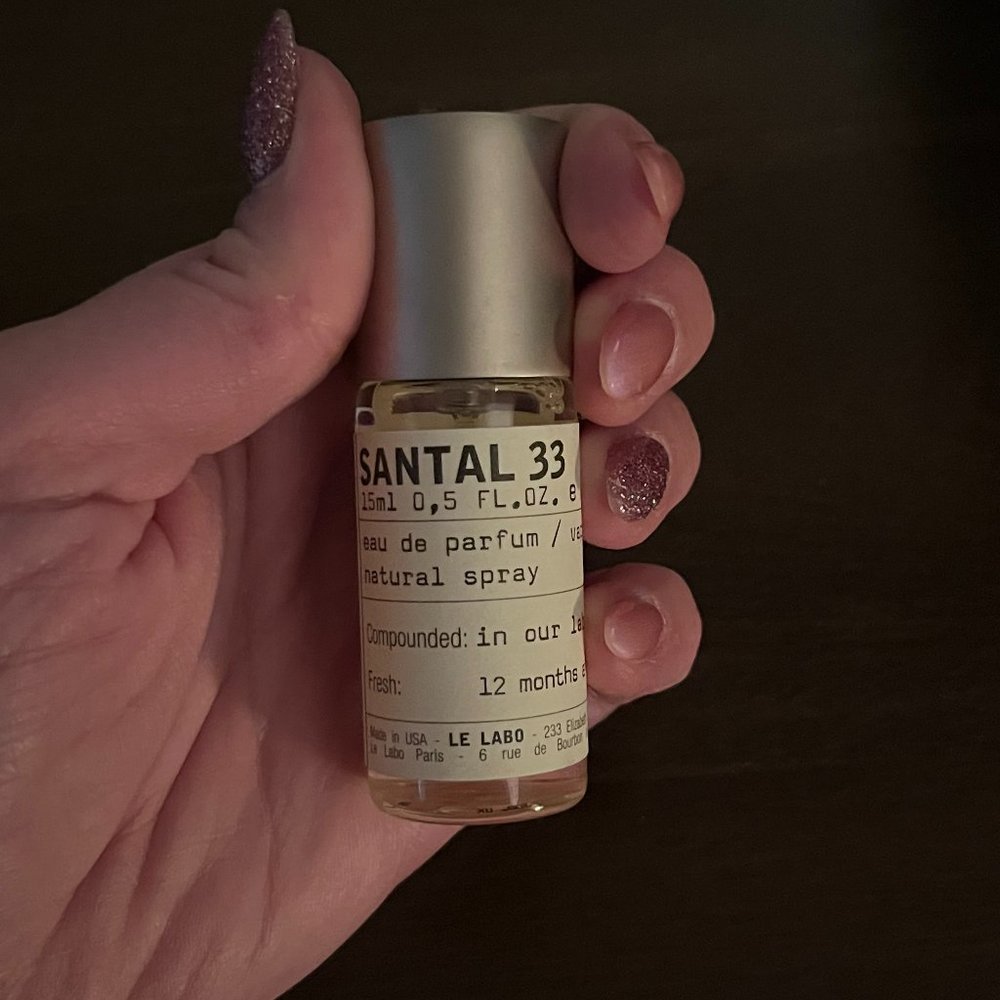 SANTAL 33
15ml 0,5 FL.OZ. e
eau de parfum /
natural spray
Compounded: in our
Fresh: 12 months
Made in USA - LE LABO - 233
Le Labo Paris - 6 rue de Bourbon